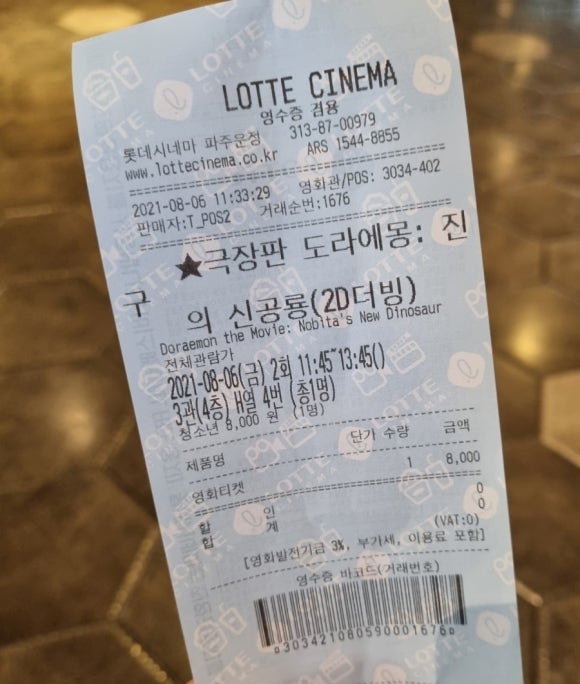 LOTTE CINEMA
영수증 겸용
롯데시네마 파주운정 313-87-00979
www.lottecinema.co.kr ARS 1544-8855
2021-08-06 11:33:29 영화관/POS: 3034-402
판매자:T_POS2 거래순번:1676
★극장판 도라에몽: 진
구 의 신공룡(2D더빙)
Doraemon the Movie: Nobita's New Dinosaur
전체관람가
2021-08-06(금) 2회 11:45~13:45()
3관(4층) H열 4번 (총1명)
청소년 8,000 원 (1명)
제품명 단가 수량 금액
1 8,000
영화티켓
할 인 0
합 계 0
(VAT:0)
[영화발전기금 3%, 부가세, 이용료 포함]
영수증 바코드(거래번호)